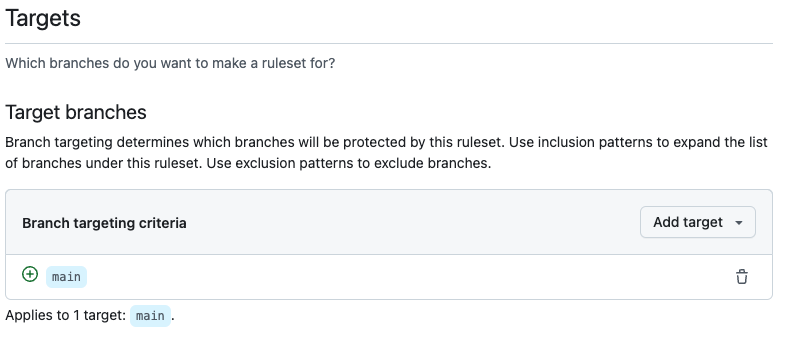 Targets
Which branches do you want to make a ruleset for?
Target branches
Branch targeting determines which branches will be protected by this ruleset. Use inclusion patterns to expand the list
of branches under this ruleset. Use exclusion patterns to exclude branches.
Branch targeting criteria Add target
main
Applies to 1 target: main.